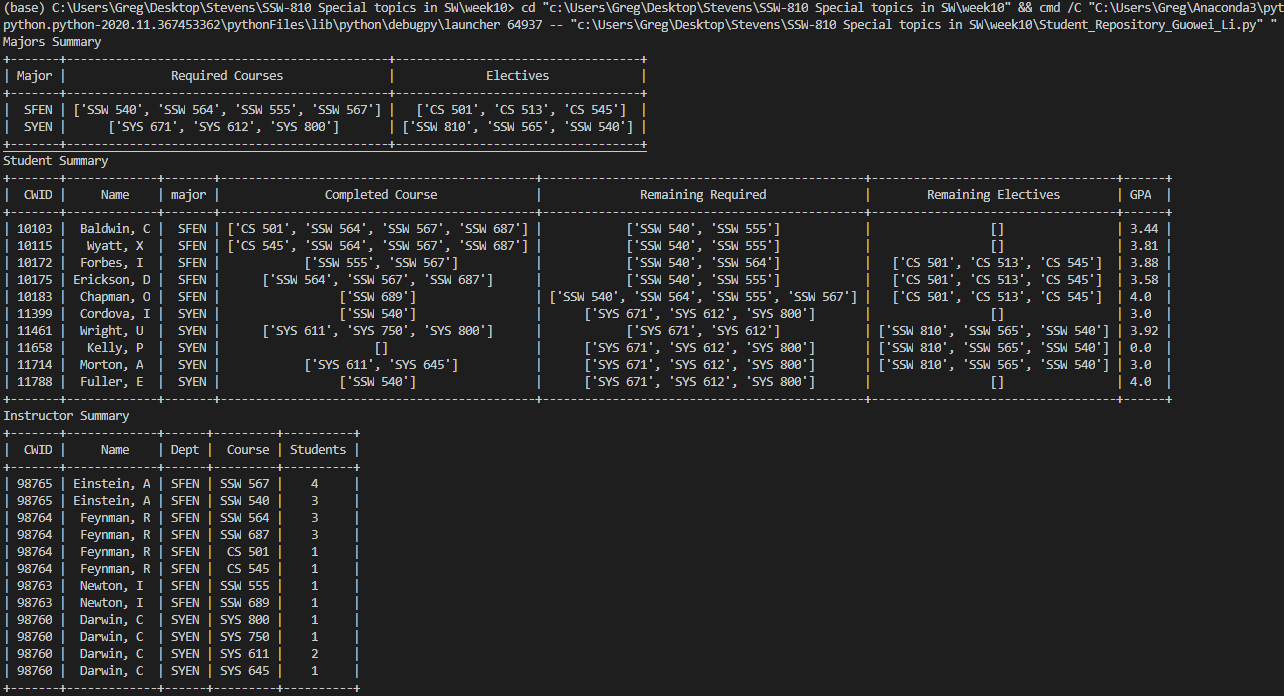 (base) C:\Users\Greg\Desktop\Stevens\SSW-810 Special topics in SW\week10> cd "c:\Users\Greg\Desktop\Stevens\SSW-810 Special topics in SW\week10" && cmd /C "C:\Users\Greg\Anaconda3\pyt
python.python-2020.11.367453362\pythonFiles\lib\python\debugpy\launcher 64937 -- "c:\Users\Greg\Desktop\Stevens\SSW-810 Special topics in SW\week10\Student_Repository_Guowei_Li.py" "
Majors Summary
+-------+----------------------------------------------+-----------------------------------+
| Major |               Required Courses               |             Electives             |
+-------+----------------------------------------------+-----------------------------------+
|  SFEN | ['SSW 540', 'SSW 564', 'SSW 555', 'SSW 567'] |   ['CS 501', 'CS 513', 'CS 545']  |
|  SYEN |      ['SYS 671', 'SYS 612', 'SYS 800']       | ['SSW 810', 'SSW 565', 'SSW 540'] |
+-------+----------------------------------------------+-----------------------------------+
Student Summary
+-------+-------------+-------+---------------------------------------------+----------------------------------------------+-----------------------------------+------+
|  CWID |     Name    | major |               Completed Course              |              Remaining Required              |        Remaining Electives        | GPA  |
+-------+-------------+-------+---------------------------------------------+----------------------------------------------+-----------------------------------+------+
| 10103 |  Baldwin, C |  SFEN | ['CS 501', 'SSW 564', 'SSW 567', 'SSW 687'] |            ['SSW 540', 'SSW 555']            |                 []                | 3.44 |
| 10115 |   Wyatt, X  |  SFEN | ['CS 545', 'SSW 564', 'SSW 567', 'SSW 687'] |            ['SSW 540', 'SSW 555']            |                 []                | 3.81 |
| 10172 |  Forbes, I  |  SFEN |            ['SSW 555', 'SSW 567']           |            ['SSW 540', 'SSW 564']            |   ['CS 501', 'CS 513', 'CS 545']  | 3.88 |
| 10175 | Erickson, D |  SFEN |      ['SSW 564', 'SSW 567', 'SSW 687']      |            ['SSW 540', 'SSW 555']            |   ['CS 501', 'CS 513', 'CS 545']  | 3.58 |
| 10183 |  Chapman, O |  SFEN |                 ['SSW 689']                 | ['SSW 540', 'SSW 564', 'SSW 555', 'SSW 567'] |   ['CS 501', 'CS 513', 'CS 545']  | 4.0  |
| 11399 |  Cordova, I |  SYEN |                 ['SSW 540']                 |      ['SYS 671', 'SYS 612', 'SYS 800']       |                 []                | 3.0  |
| 11461 |  Wright, U  |  SYEN |      ['SYS 611', 'SYS 750', 'SYS 800']      |            ['SYS 671', 'SYS 612']            | ['SSW 810', 'SSW 565', 'SSW 540'] | 3.92 |
| 11658 |   Kelly, P  |  SYEN |                      []                     |      ['SYS 671', 'SYS 612', 'SYS 800']       | ['SSW 810', 'SSW 565', 'SSW 540'] | 0.0  |
| 11714 |  Morton, A  |  SYEN |            ['SYS 611', 'SYS 645']           |      ['SYS 671', 'SYS 612', 'SYS 800']       | ['SSW 810', 'SSW 565', 'SSW 540'] | 3.0  |
| 11788 |  Fuller, E  |  SYEN |                 ['SSW 540']                 |      ['SYS 671', 'SYS 612', 'SYS 800']       |                 []                | 4.0  |
+-------+-------------+-------+---------------------------------------------+----------------------------------------------+-----------------------------------+------+
Instructor Summary
+-------+-------------+------+---------+----------+
|  CWID |     Name    | Dept |  Course | Students |
+-------+-------------+------+---------+----------+
| 98765 | Einstein, A | SFEN | SSW 567 |    4     |
| 98765 | Einstein, A | SFEN | SSW 540 |    3     |
| 98764 |  Feynman, R | SFEN | SSW 564 |    3     |
| 98764 |  Feynman, R | SFEN | SSW 687 |    3     |
| 98764 |  Feynman, R | SFEN |  CS 501 |    1     |
| 98764 |  Feynman, R | SFEN |  CS 545 |    1     |
| 98763 |  Newton, I  | SFEN | SSW 555 |    1     |
| 98763 |  Newton, I  | SFEN | SSW 689 |    1     |
| 98760 |  Darwin, C  | SYEN | SYS 800 |    1     |
| 98760 |  Darwin, C  | SYEN | SYS 750 |    1     |
| 98760 |  Darwin, C  | SYEN | SYS 611 |    2     |
| 98760 |  Darwin, C  | SYEN | SYS 645 |    1     |
+-------+-------------+------+---------+----------+